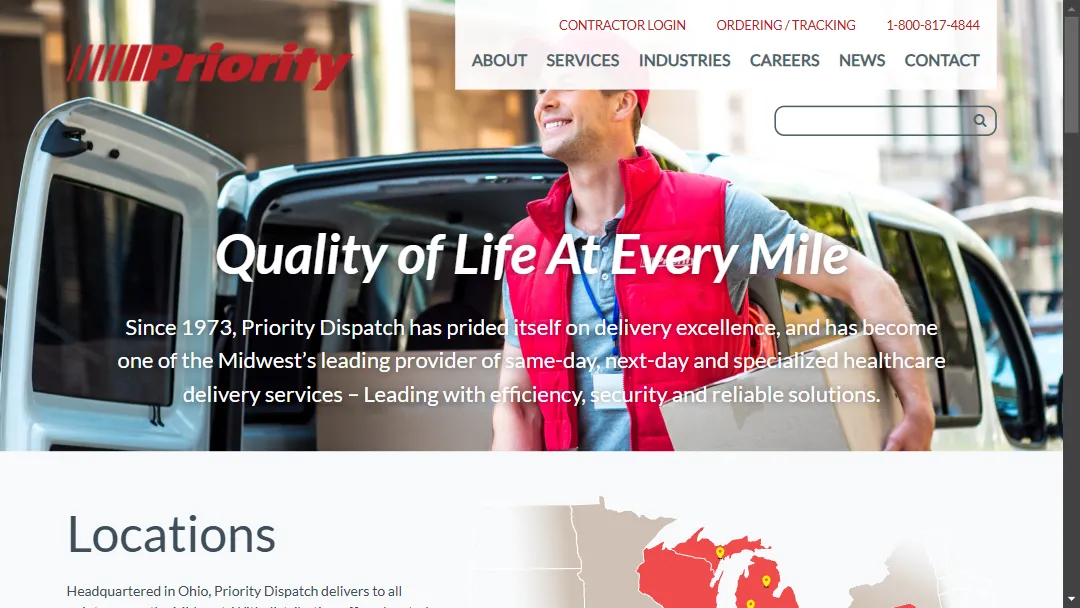 CONTRACTOR LOGIN ORDERING / TRACKING 1-800-817-4844
Priority
ABOUT SERVICES INDUSTRIES CAREERS NEWS CONTACT
Quality of Life At Every Mile
Since 1973, Priority Dispatch has prided itself on delivery excellence, and has become
one of the Midwest’s leading provider of same-day, next-day and specialized healthcare
delivery services – Leading with efficiency, security and reliable solutions.
Locations
Headquartered in Ohio, Priority Dispatch delivers to all